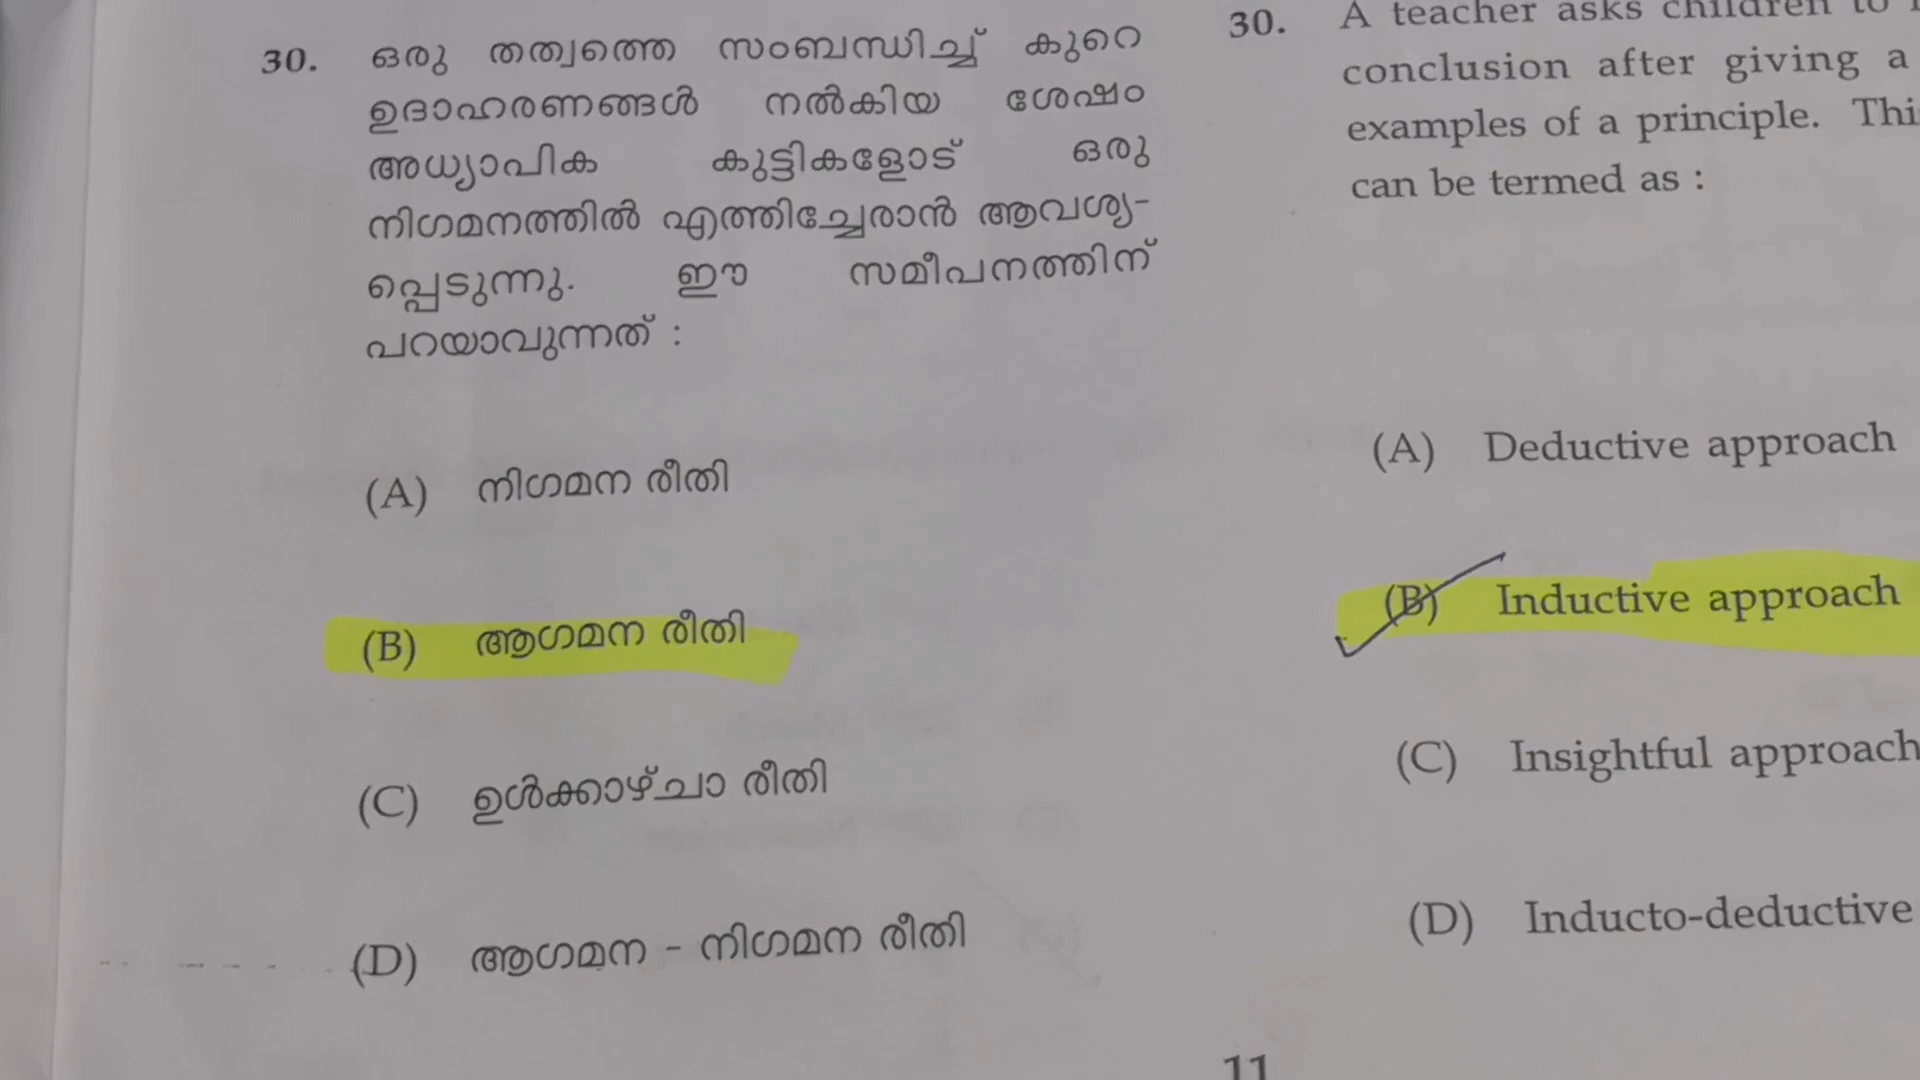 30. ഒരു തത്വത്തെ സംബന്ധിച്ച് കുറെ
ഉദാഹരണങ്ങൾ നൽകിയ ശേഷം
അധ്യാപിക കുട്ടികളോട് ഒരു
നിഗമനത്തിൽ എത്തിച്ചേരാൻ ആവശ്യ-
പ്പെടുന്നു. ഈ സമീപനത്തിന്
പറയാവുന്നത് :
(A) നിഗമന രീതി
(B) ആഗമന രീതി
(C) ഉൾക്കാഴ്ചാ രീതി
(D) ആഗമന - നിഗമന രീതി
30. A teacher asks children to
conclusion after giving a
examples of a principle.
can be termed as :
(A) Deductive approach
(B) Inductive approach
(C) Insightful approach
(D) Inducto-deductive
11